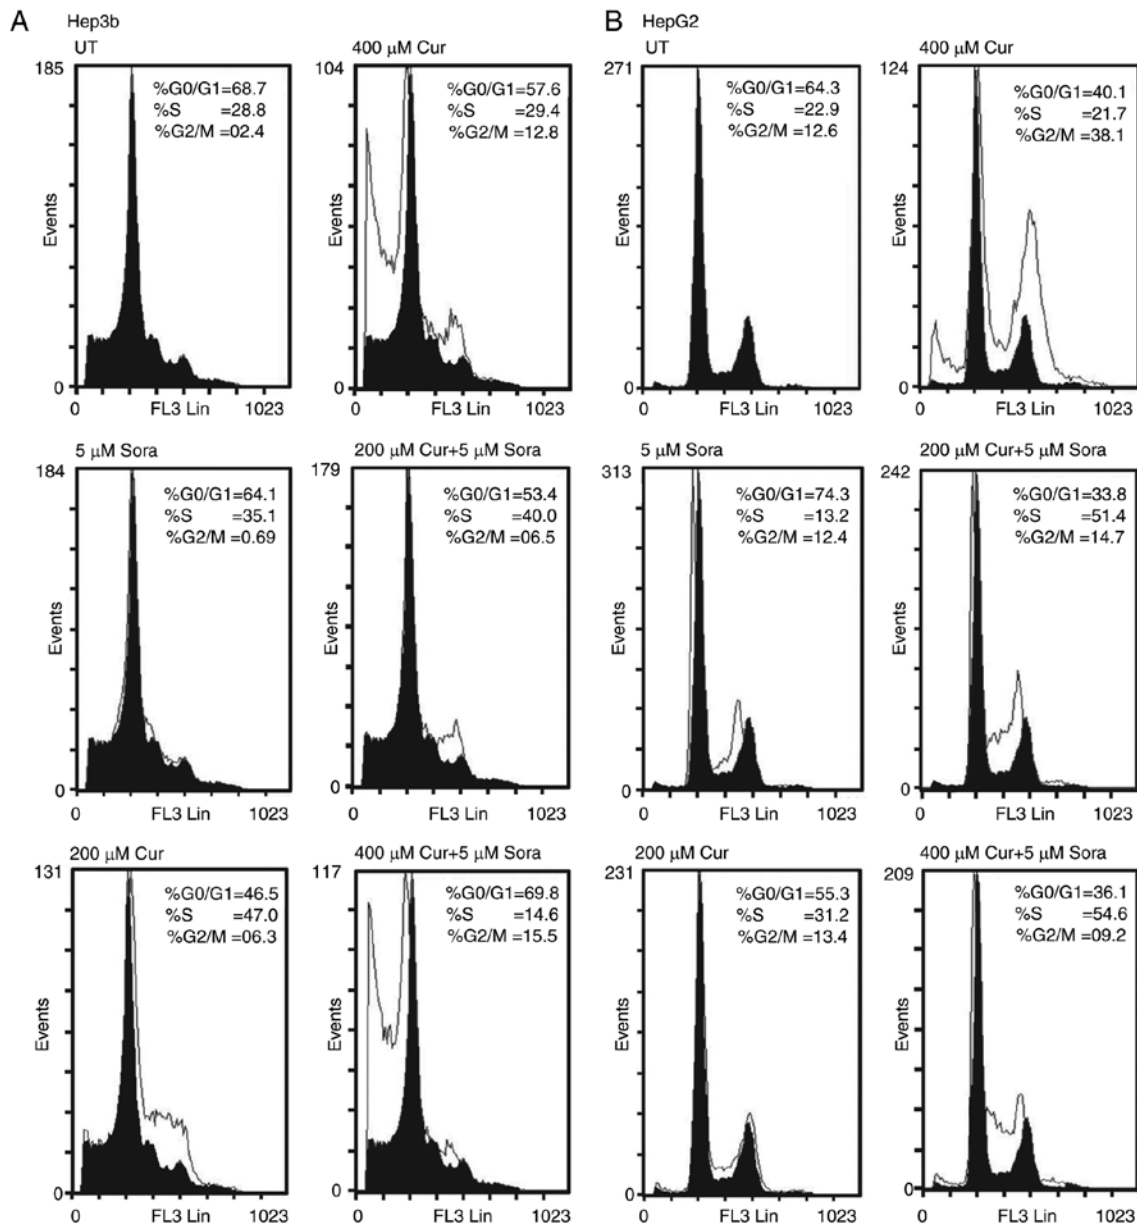 A
Hep3b
UT
185
%G0/G1=68.7
%S =28.8
%G2/M =02.4
Events
0
0 FL3 Lin 1023
400 µM Cur
104
%G0/G1=57.6
%S =29.4
%G2/M =12.8
Events
0
0 FL3 Lin 1023
5 µM Sora
184
%G0/G1=64.1
%S =35.1
%G2/M =0.69
Events
0
0 FL3 Lin 1023
200 µM Cur+5 µM Sora
179
%G0/G1=53.4
%S =40.0
%G2/M =06.5
Events
0
0 FL3 Lin 1023
200 µM Cur
131
%G0/G1=46.5
%S =47.0
%G2/M =06.3
Events
0
0 FL3 Lin 1023
400 µM Cur+5 µM Sora
117
%G0/G1=69.8
%S =14.6
%G2/M =15.5
Events
0
0 FL3 Lin 1023
B
HepG2
UT
271
%G0/G1=64.3
%S =22.9
%G2/M =12.6
Events
0
0 FL3 Lin 1023
400 µM Cur
124
%G0/G1=40.1
%S =21.7
%G2/M =38.1
Events
0
0 FL3 Lin 1023
5 µM Sora
313
%G0/G1=74.3
%S =13.2
%G2/M =12.4
Events
0
0 FL3 Lin 1023
200 µM Cur+5 µM Sora
242
%G0/G1=33.8
%S =51.4
%G2/M =14.7
Events
0
0 FL3 Lin 1023
200 µM Cur
231
%G0/G1=55.3
%S =31.2
%G2/M =13.4
Events
0
0 FL3 Lin 1023
400 µM Cur+5 µM Sora
209
%G0/G1=36.1
%S =54.6
%G2/M =09.2
Events
0
0 FL3 Lin 1023